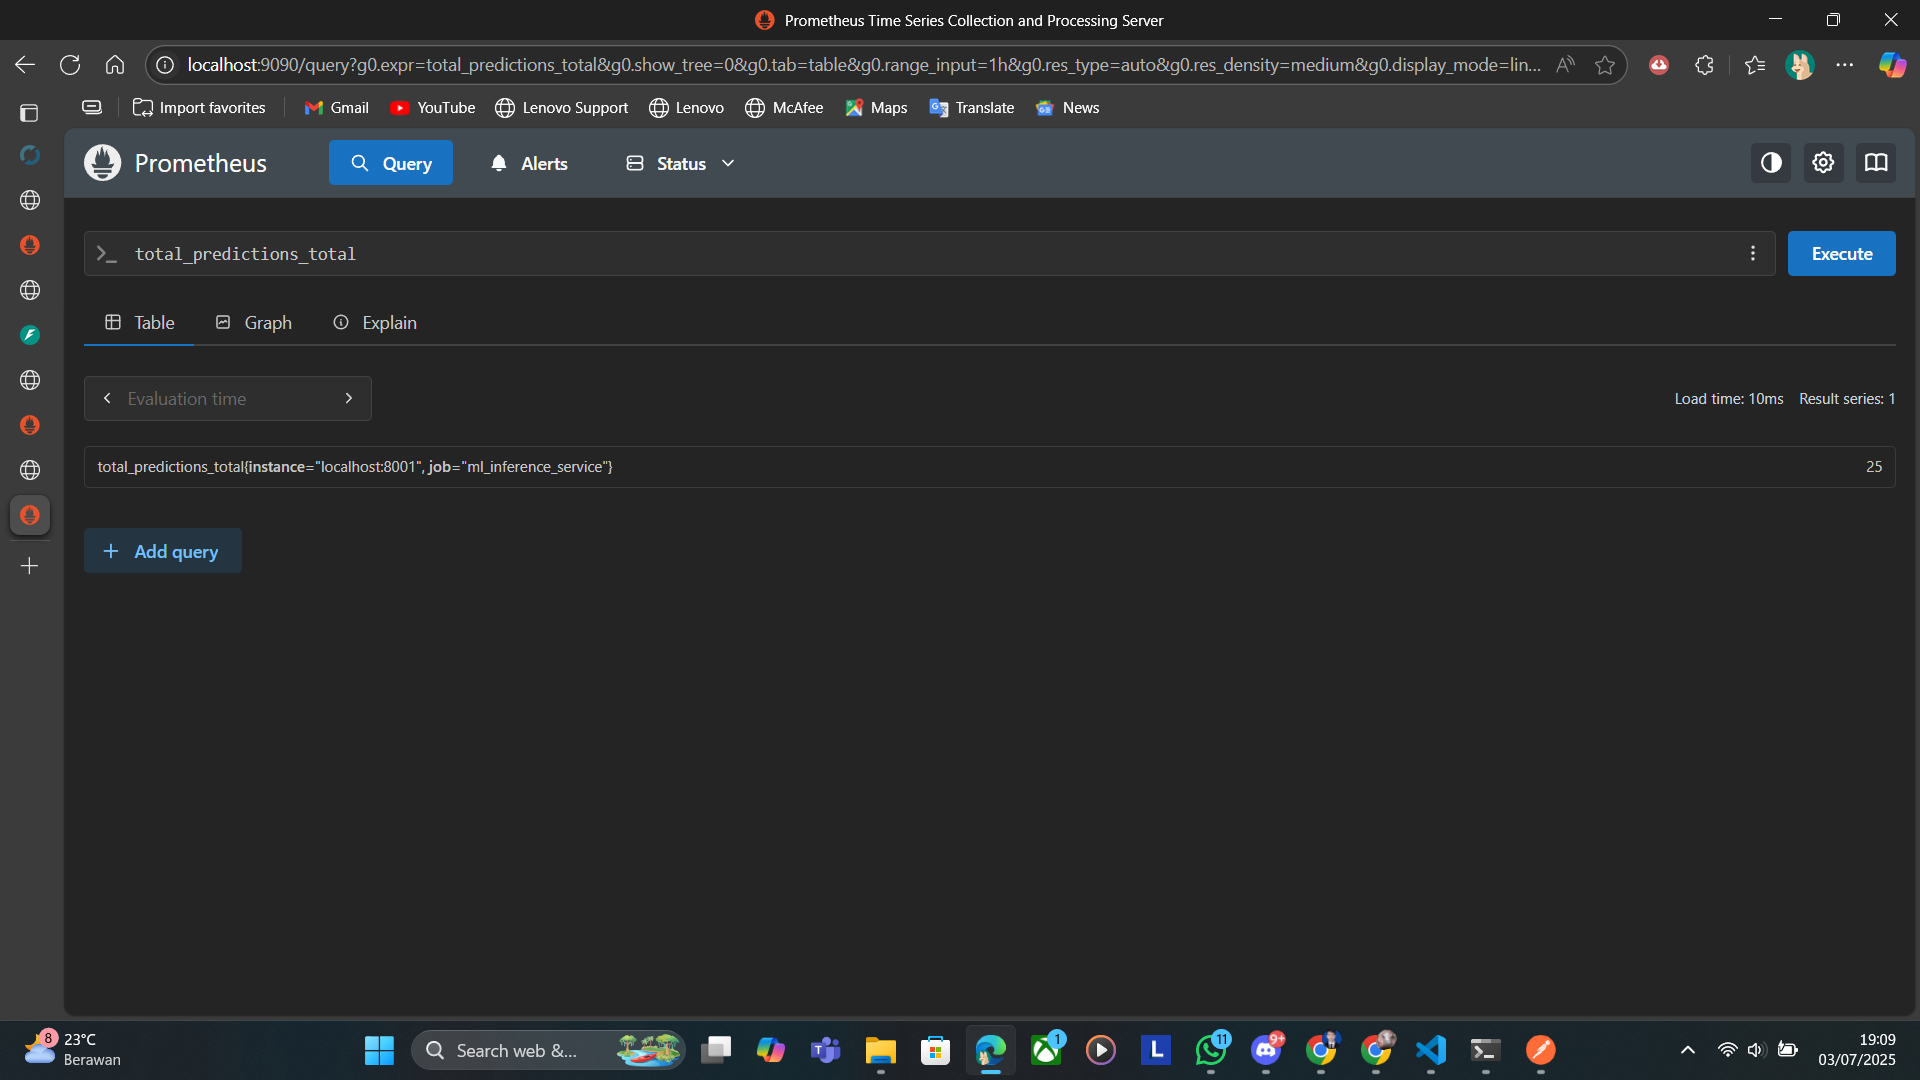 Prometheus Time Series Collection and Processing Server
localhost:9090/query?g0.expr=total_predictions_total&g0.show_tree=0&g0.tab=table&g0.range_input=1h&g0.res_type=auto&g0.res_density=medium&g0.display_mode=lin...
Import favorites Gmail YouTube Lenovo Support Lenovo McAfee Maps Translate News
Prometheus Query Alerts Status
total_predictions_total Execute
Table Graph Explain
Evaluation time Load time: 10ms Result series: 1
total_predictions_total{instance="localhost:8001", job="ml_inference_service"} 25
+ Add query
8 23°C
Berawan
Search web &...
1
L
11
9+
19:09
03/07/2025